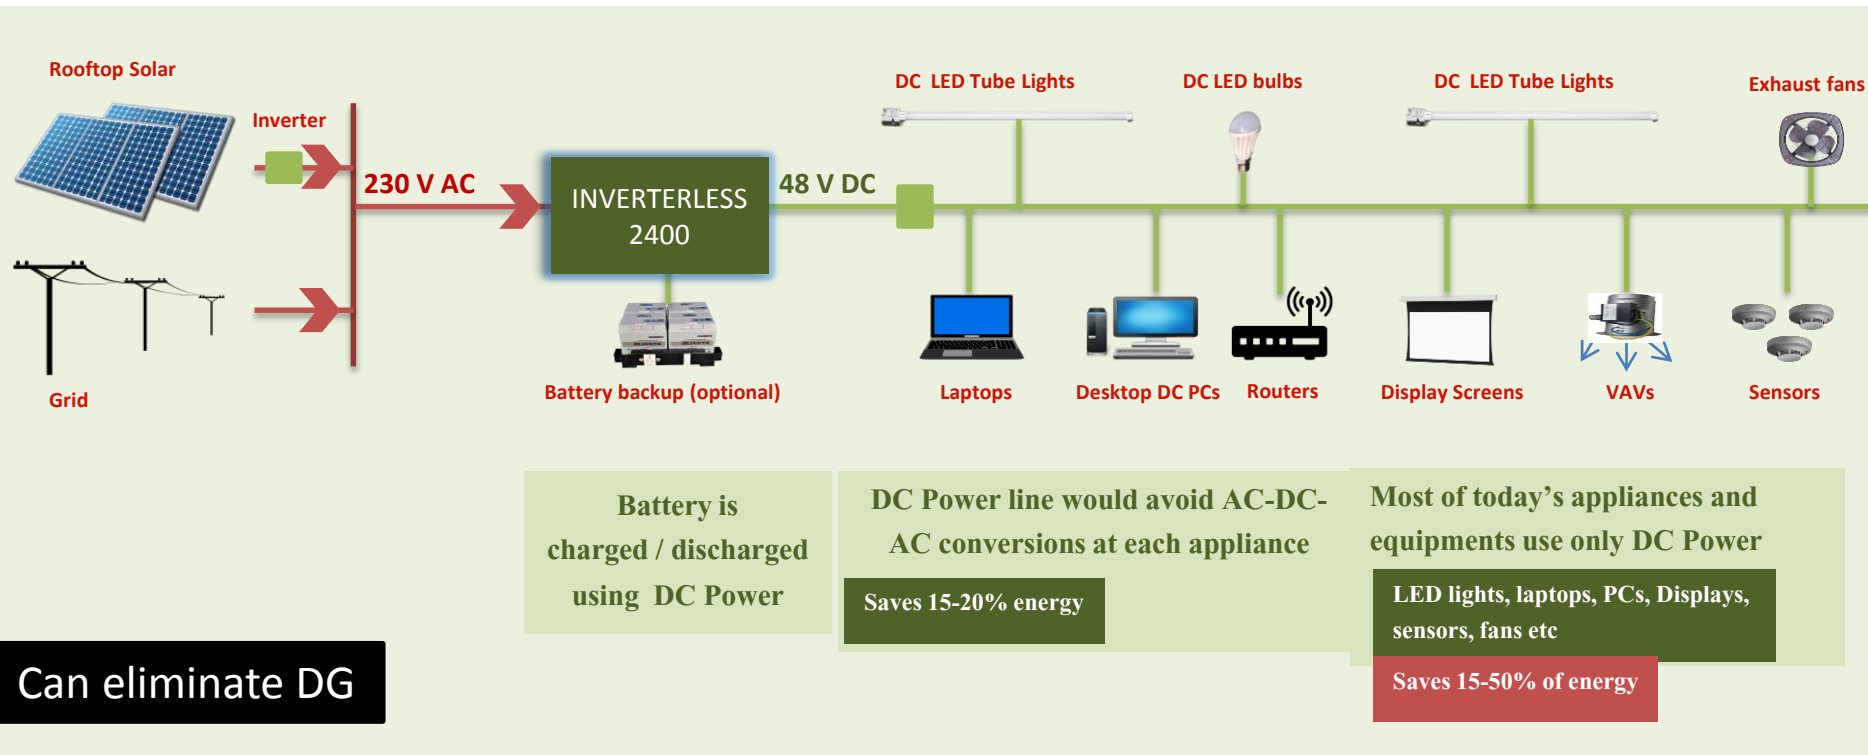 Rooftop Solar
Inverter
230 V AC
Grid
INVERTERLESS
2400
48 V DC
Battery backup (optional)
DC  LED Tube Lights
DC LED bulbs
DC  LED Tube Lights
Exhaust fans
Laptops
Desktop DC PCs
Routers
Display Screens
VAVs
Sensors
Battery is
charged / discharged
using  DC Power
DC Power line would avoid AC-DC-
AC conversions at each appliance
Saves 15-20% energy
Most of today’s appliances and
equipments use only DC Power
LED lights, laptops, PCs, Displays,
sensors, fans etc
Saves 15-50% of energy
Can eliminate DG